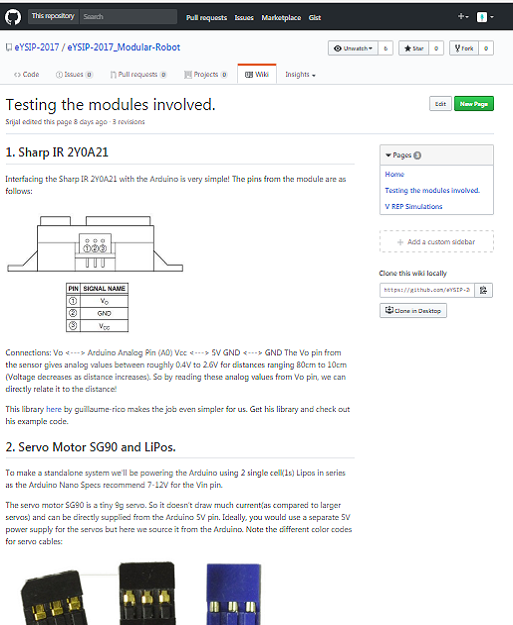 This repository Search Pull requests Issues Marketplace Gist
eYSIP-2017 / eYSIP-2017_Modular-Robot Unwatch 6 Star 0 Fork 0
Code Issues 0 Pull requests 0 Projects 0 Wiki Insights
Testing the modules involved. Edit New Page
Srijal edited this page 8 days ago · 3 revisions
1. Sharp IR 2Y0A21
Interfacing the Sharp IR 2Y0A21 with the Arduino is very simple! The pins from the module are as
follows:
① ② ③
PIN SIGNAL NAME
① Vo
② GND
③ Vcc
Connections: Vo <---> Arduino Analog Pin (A0) Vcc <---> 5V GND <---> GND The Vo pin from
the sensor gives analog values between roughly 0.4V to 2.6V for distances ranging 80cm to 10cm
(Voltage decreases as distance increases). So by reading these analog values from Vo pin, we can
directly relate it to the distance!
This library here by guillaume-rico makes the job even simpler for us. Get his library and check out
his example code.
2. Servo Motor SG90 and LiPos.
To make a standalone system we'll be powering the Arduino using 2 single cell(1s) Lipos in series
as the Arduino Nano Specs recommend 7-12V for the Vin pin.
The servo motor SG90 is a tiny 9g servo. So it doesn't draw much current(as compared to larger
servos) and can be directly supplied from the Arduino 5V pin. Ideally, you would use a separate 5V
power supply for the servos but here we source it from the Arduino. Note the different color codes
for servo cables:
Pages 3
Home
Testing the modules involved.
V REP Simulations
Add a custom sidebar
Clone this wiki locally
https://github.com/eYSIP-2
Clone in Desktop